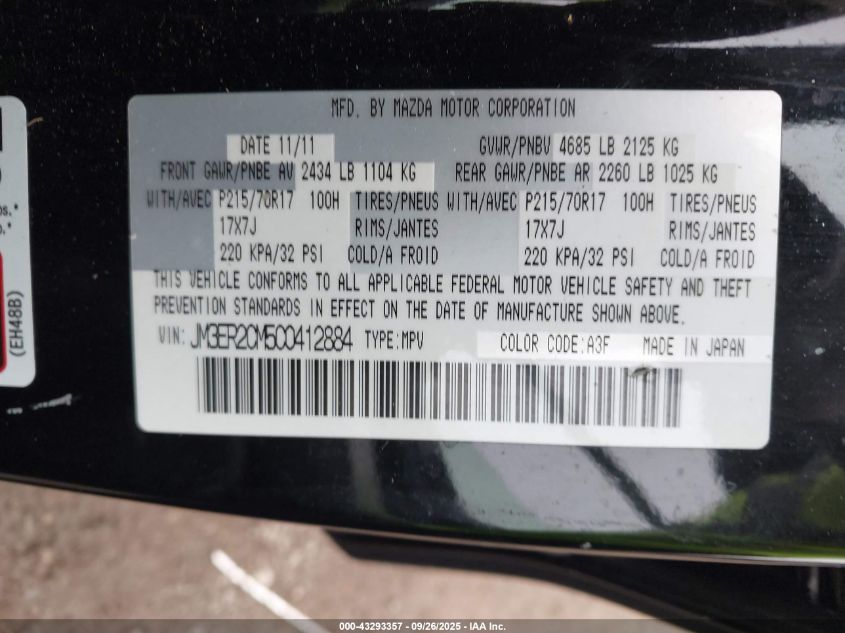 MFD. BY MAZDA MOTOR CORPORATION
DATE 11/11 GVWR/PNBV 4685 LB 2125 KG
FRONT GAWR/PNBE AV 2434 LB 1104 KG REAR GAWR/PNBE AR 2260 LB 1025 KG
WITH/AVEC P215/70R17 100H TIRES/PNEUS WITH/AVEC P215/70R17 100H TIRES/PNEUS
17X7J RIMS/JANTES 17X7J RIMS/JANTES
220 KPA/32 PSI COLD/A FROID 220 KPA/32 PSI COLD/A FROID
THIS VEHICLE CONFORMS TO ALL APPLICABLE FEDERAL MOTOR VEHICLE SAFETY AND THEFT
PREVENTION STANDARDS IN EFFECT ON THE DATE OF MANUFACTURE SHOWN ABOVE.
VIN: JM3ER2CM5C0412884 TYPE:MPV COLOR CODE:A3F MADE IN JAPAN
(EH48B)
000-43293357 - 09/26/2025 - IAA Inc.